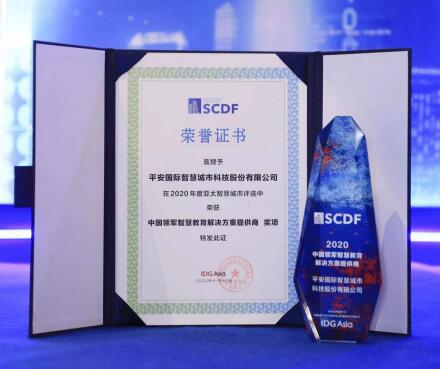 SCDF
荣誉证书
兹授予
平安国际智慧城市科技股份有限公司
在2020年度亚太智慧城市评选中
荣获
中国领军智慧教育解决方案提供商 奖项
特发此证
IDG Asia
SCDF
2020
中国领军智慧教育
解决方案提供商
平安国际智慧城市
科技股份有限公司
IDG Asia